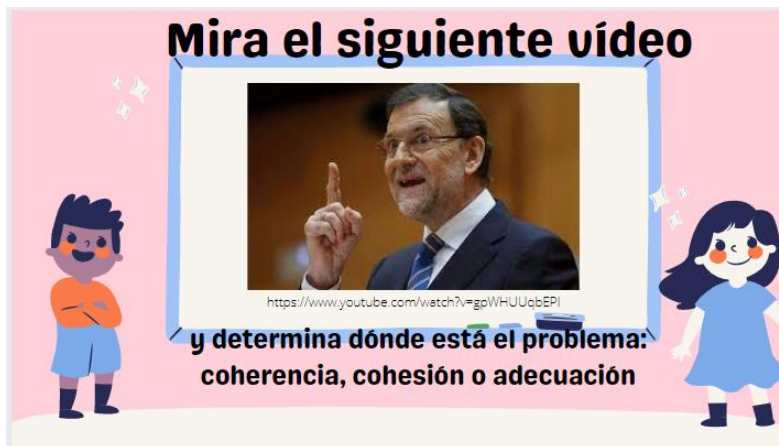 Mira el siguiente vídeo
https://www.youtube.com/watch?v=gpWHUUqbEPI
y determina dónde está el problema:
coherencia, cohesión o adecuación